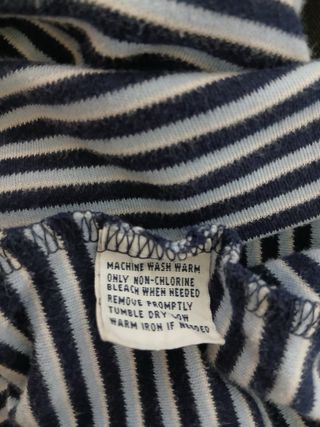 MACHINE WASH WARM
ONLY NON-CHLORINE
BLEACH WHEN NEEDED
REMOVE PROMPTLY
TUMBLE DRY LOW
WARM IRON IF NEEDED